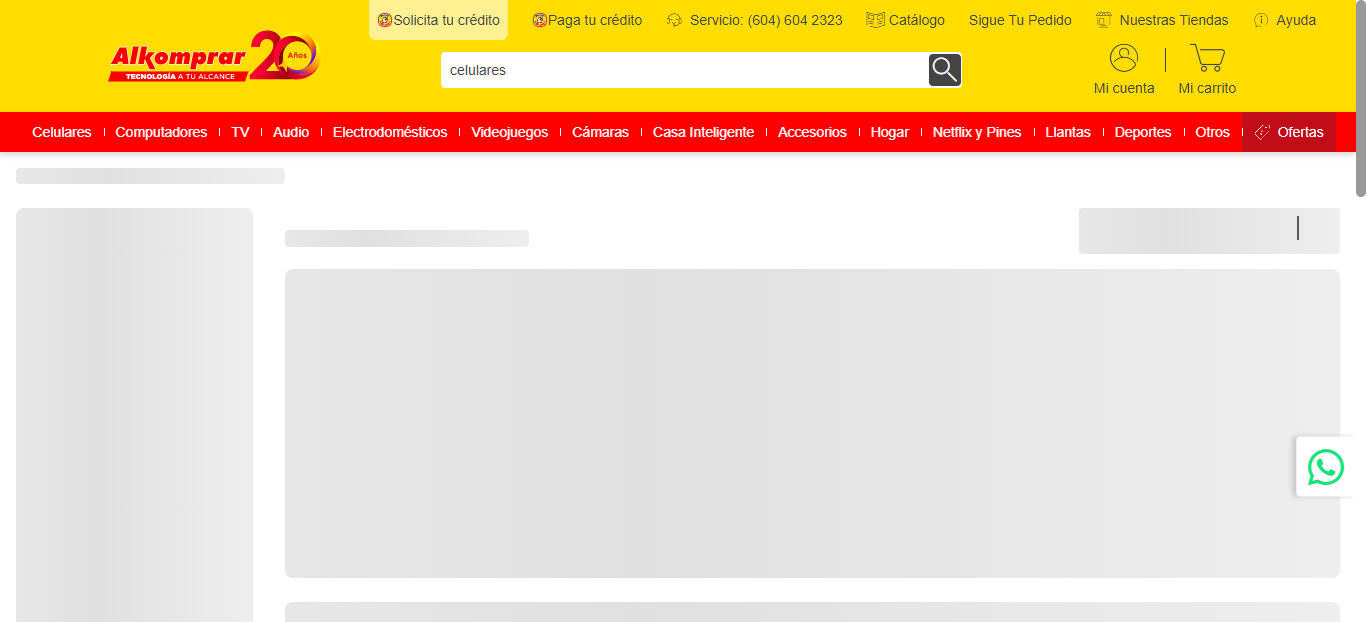 Solicita tu crédito
Paga tu crédito
Servicio: (604) 604 2323
Catálogo
Sigue Tu Pedido
Nuestras Tiendas
Ayuda
Alkomprar 20 Años
TECNOLOGÍA A TU ALCANCE
celulares
Mi cuenta
Mi carrito
Celulares
Computadores
TV
Audio
Electrodomésticos
Videojuegos
Cámaras
Casa Inteligente
Accesorios
Hogar
Netflix y Pines
Llantas
Deportes
Otros
Ofertas